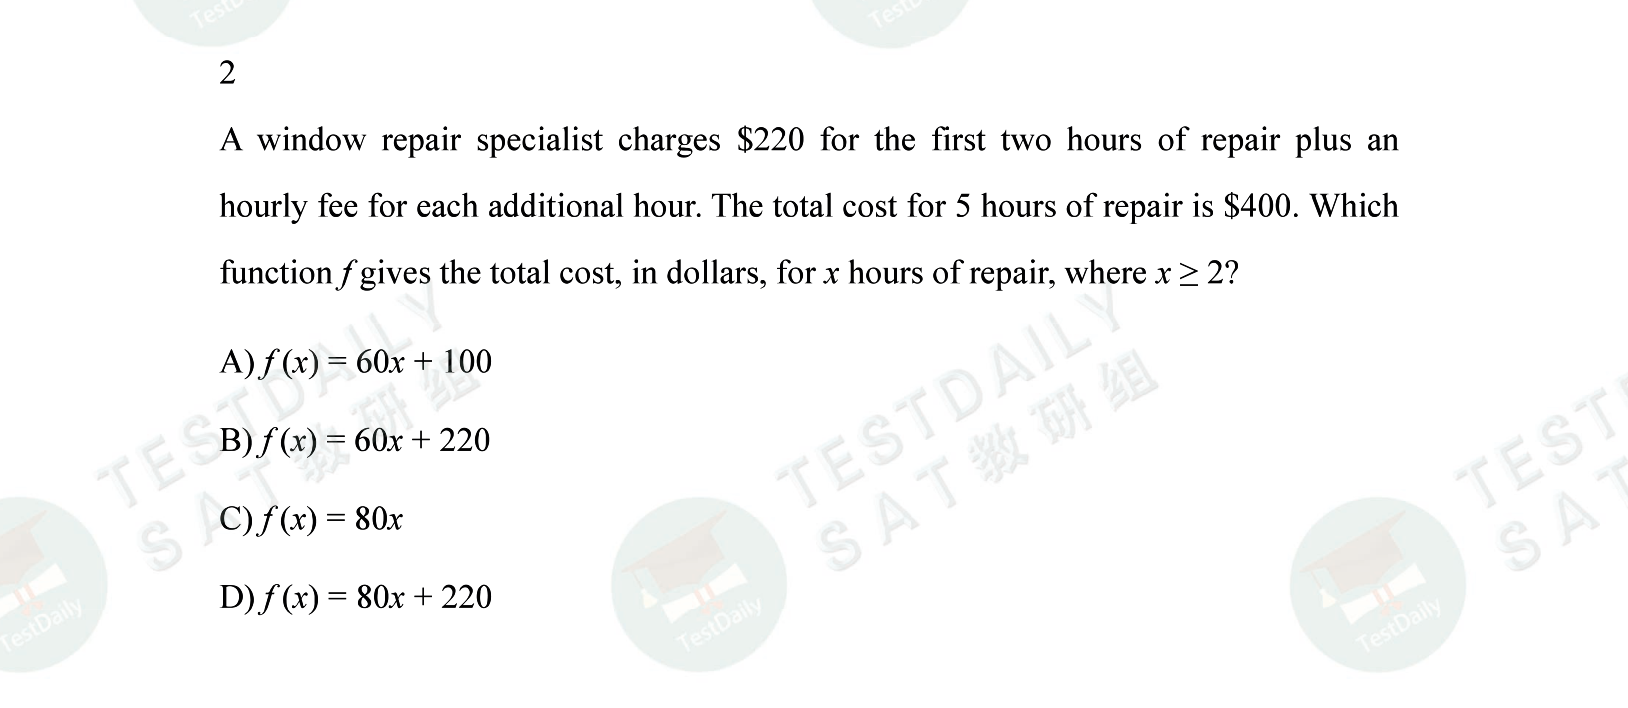 2
A window repair specialist charges $220 for the first two hours of repair plus an
hourly fee for each additional hour. The total cost for 5 hours of repair is $400. Which
function f gives the total cost, in dollars, for x hours of repair, where x ≥ 2?
A) f (x) = 60x + 100
B) f (x) = 60x + 220
C) f (x) = 80x
D) f (x) = 80x + 220
TESTDAILY
SAT教研组
TESTDAILY
SAT教研组
TEST
SAT
TestDaily
TestDaily
TestDaily